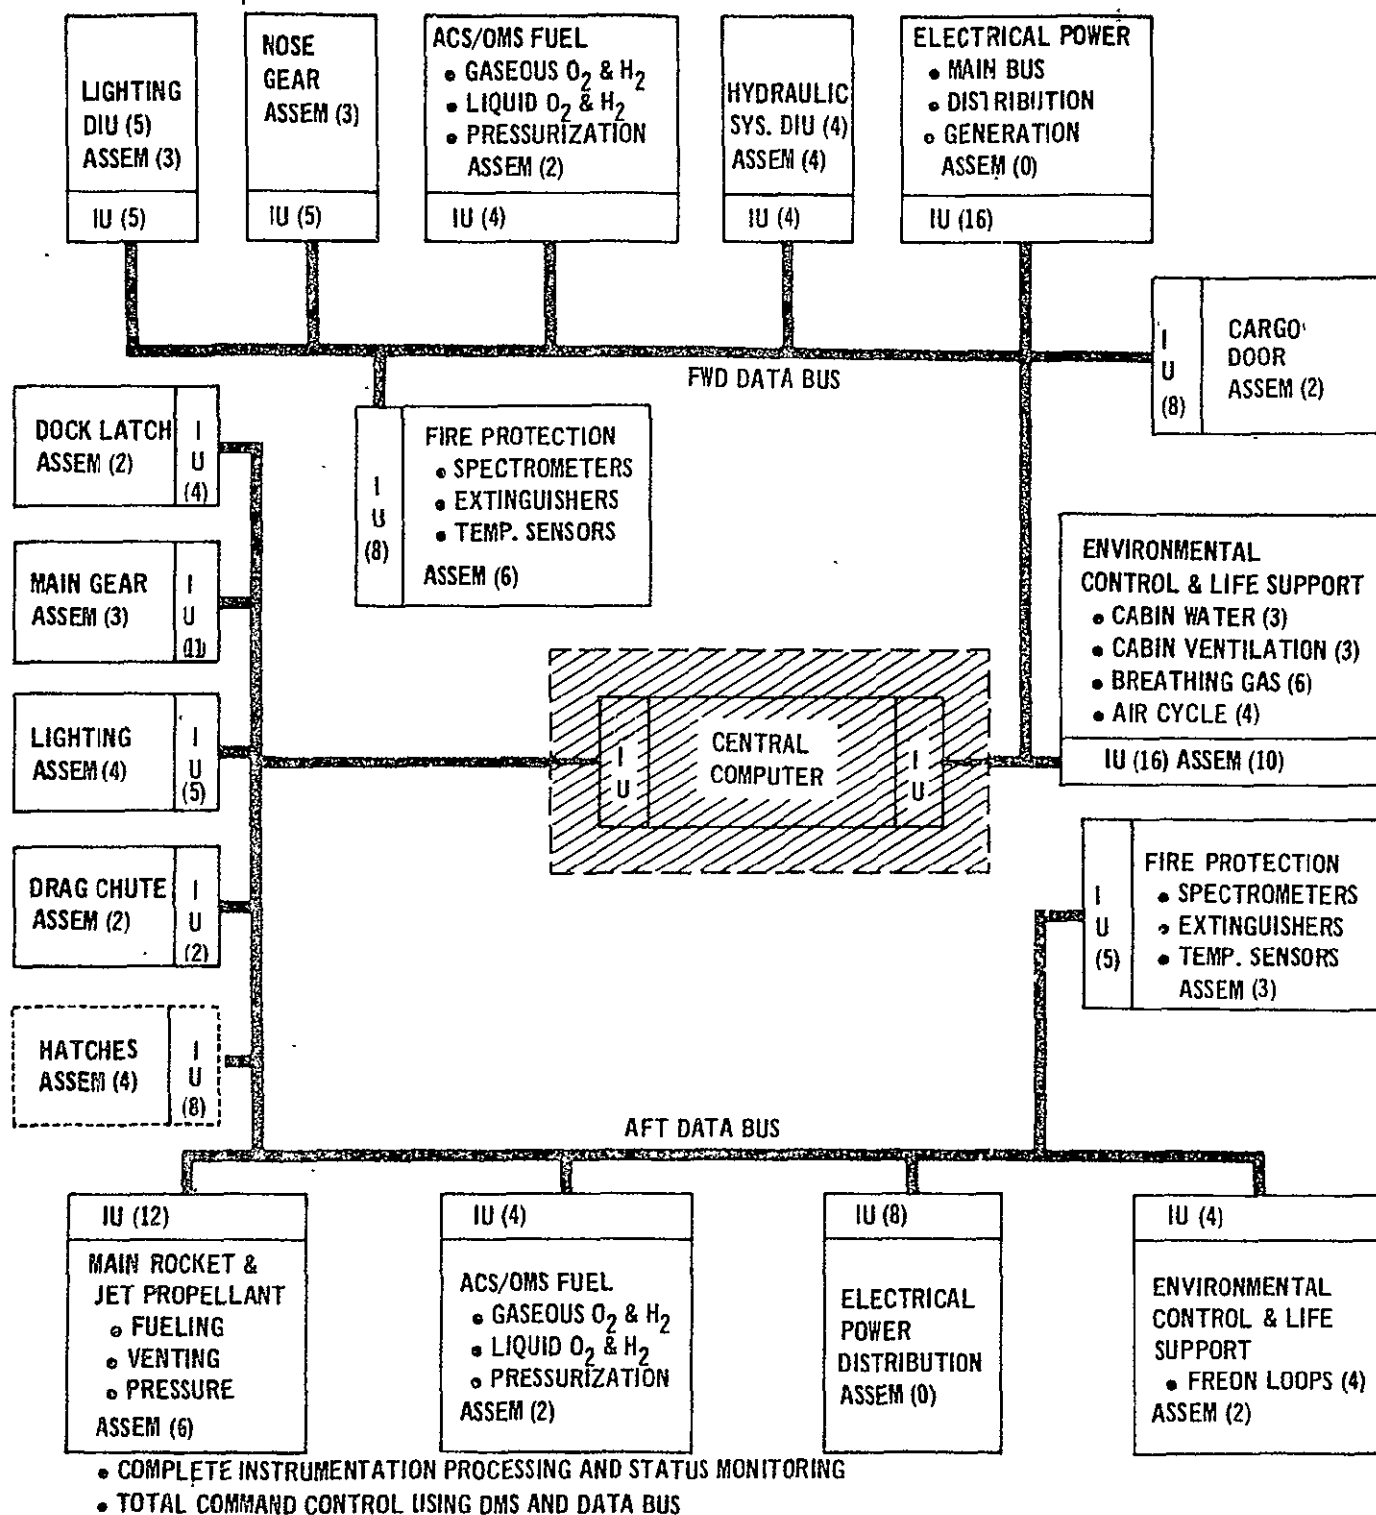 LIGHTING
DIU (5)
ASSEM (3)
IU (5)
NOSE
GEAR
ASSEM (3)
IU (5)
ACS/OMS FUEL
• GASEOUS O2 & H2
• LIQUID O2 & H2
• PRESSURIZATION
ASSEM (2)
IU (4)
HYDRAULIC
SYS. DIU (4)
ASSEM (4)
IU (4)
ELECTRICAL POWER
• MAIN BUS
• DISTRIBUTION
• GENERATION
ASSEM (0)
IU (16)
I
U
(8)
CARGO
DOOR
ASSEM (2)
FWD DATA BUS
DOCK LATCH
ASSEM (2)
I
U
(4)
I
U
(8)
FIRE PROTECTION
• SPECTROMETERS
• EXTINGUISHERS
• TEMP. SENSORS
ASSEM (6)
MAIN GEAR
ASSEM (3)
I
U
(11)
ENVIRONMENTAL
CONTROL & LIFE SUPPORT
• CABIN WATER (3)
• CABIN VENTILATION (3)
• BREATHING GAS (6)
• AIR CYCLE (4)
IU (16) ASSEM (10)
LIGHTING
ASSEM (4)
I
U
(5)
I
U
CENTRAL
COMPUTER
I
U
DRAG CHUTE
ASSEM (2)
I
U
(2)
I
U
(5)
FIRE PROTECTION
• SPECTROMETERS
• EXTINGUISHERS
• TEMP. SENSORS
ASSEM (3)
HATCHES
ASSEM (4)
I
U
(8)
AFT DATA BUS
IU (12)
MAIN ROCKET &
JET PROPELLANT
• FUELING
• VENTING
• PRESSURE
ASSEM (6)
IU (4)
ACS/OMS FUEL
• GASEOUS O2 & H2
• LIQUID O2 & H2
• PRESSURIZATION
ASSEM (2)
IU (8)
ELECTRICAL
POWER
DISTRIBUTION
ASSEM (0)
IU (4)
ENVIRONMENTAL
CONTROL & LIFE
SUPPORT
• FREON LOOPS (4)
ASSEM (2)
• COMPLETE INSTRUMENTATION PROCESSING AND STATUS MONITORING
• TOTAL COMMAND CONTROL USING DMS AND DATA BUS